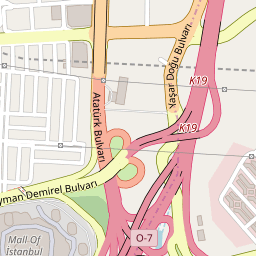 K19
Yaşar Doğu Bulvarı
Atatürk Bulvarı
K19
yman Demirel Bulvarı
Mall Of
İstanbul
O-7